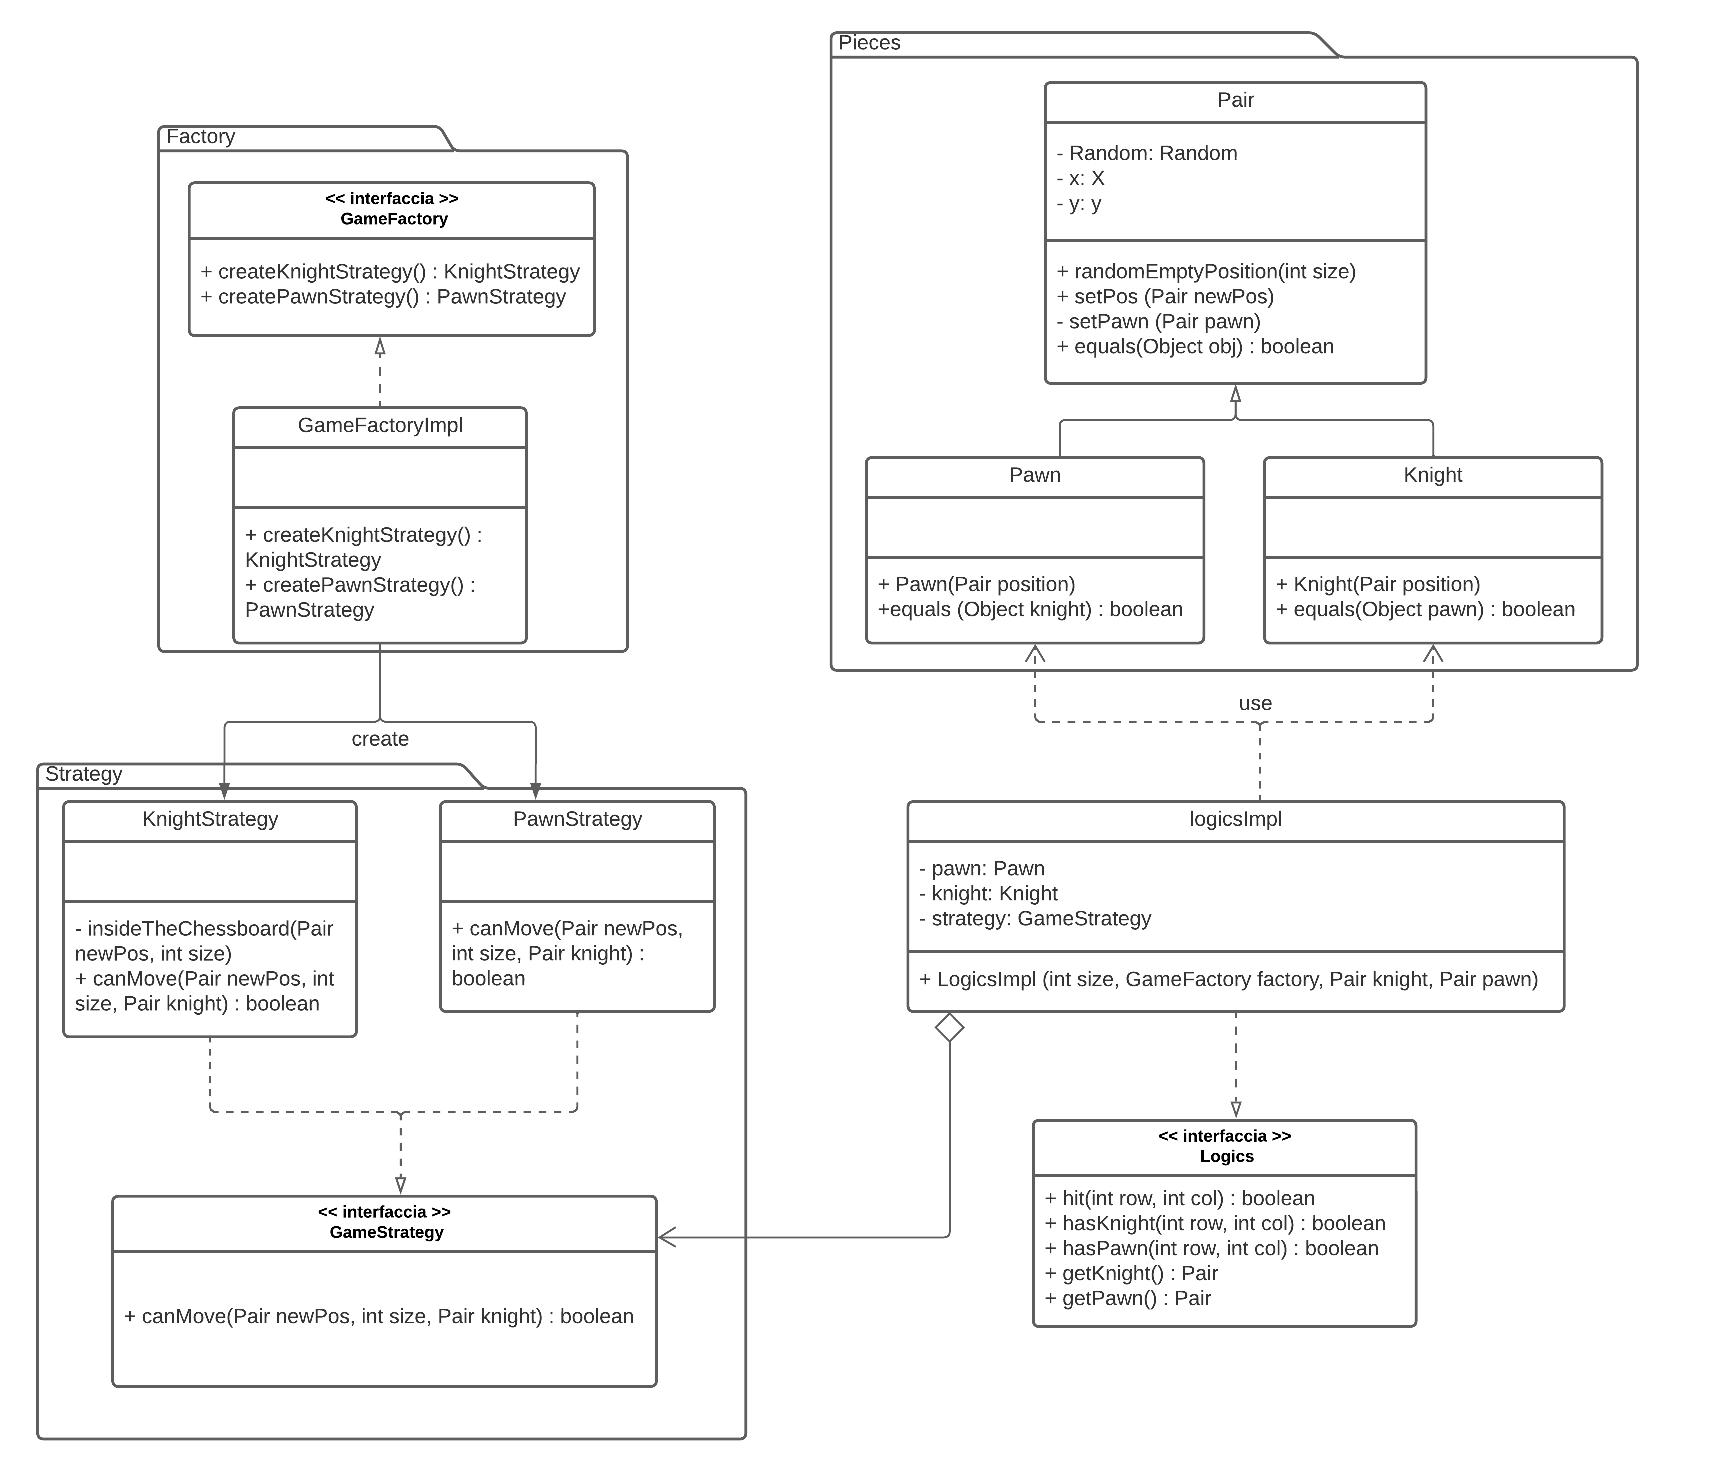 Factory
<< interfaccia >>
GameFactory
+ createKnightStrategy() : KnightStrategy
+ createPawnStrategy() : PawnStrategy
GameFactoryImpl
+ createKnightStrategy() :
KnightStrategy
+ createPawnStrategy() :
PawnStrategy
create
Strategy
KnightStrategy
- insideTheChessboard(Pair
newPos, int size)
+ canMove(Pair newPos, int
size, Pair knight) : boolean
PawnStrategy
+ canMove(Pair newPos,
int size, Pair knight) :
boolean
<< interfaccia >>
GameStrategy
+ canMove(Pair newPos, int size, Pair knight) : boolean
Pieces
Pair
- Random: Random
- x: X
- y: y
+ randomEmptyPosition(int size)
+ setPos (Pair newPos)
- setPawn (Pair pawn)
+ equals(Object obj) : boolean
Pawn
+ Pawn(Pair position)
+equals (Object knight) : boolean
Knight
+ Knight(Pair position)
+ equals(Object pawn) : boolean
use
logicsImpl
- pawn: Pawn
- knight: Knight
- strategy: GameStrategy
+ LogicsImpl (int size, GameFactory factory, Pair knight, Pair pawn)
<< interfaccia >>
Logics
+ hit(int row, int col) : boolean
+ hasKnight(int row, int col) : boolean
+ hasPawn(int row, int col) : boolean
+ getKnight() : Pair
+ getPawn() : Pair